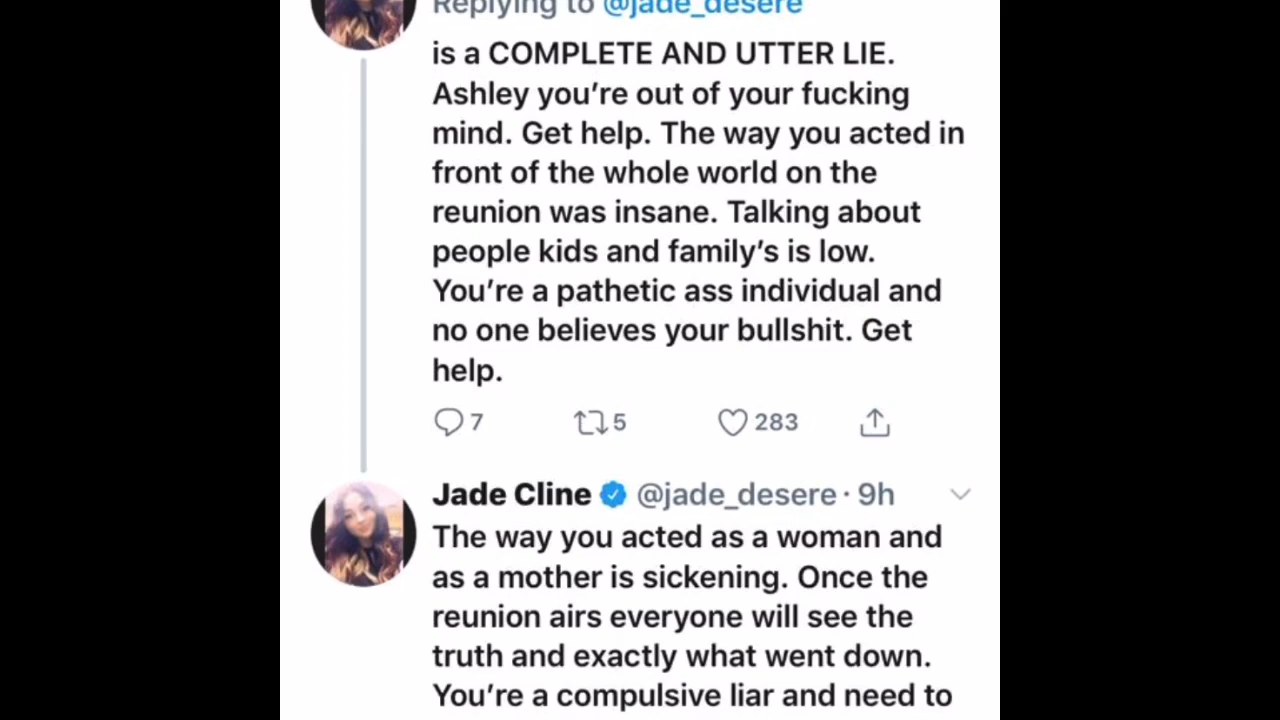 Replying to @jade_desere
is a COMPLETE AND UTTER LIE.
Ashley you’re out of your fucking
mind. Get help. The way you acted in
front of the whole world on the
reunion was insane. Talking about
people kids and family’s is low.
You’re a pathetic ass individual and
no one believes your bullshit. Get
help.
7 5 283
Jade Cline @jade_desere · 9h
The way you acted as a woman and
as a mother is sickening. Once the
reunion airs everyone will see the
truth and exactly what went down.
You’re a compulsive liar and need to